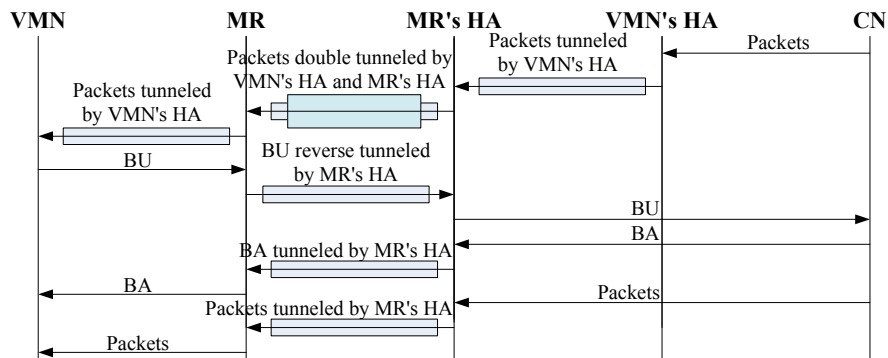 VMN MR MR's HA VMN's HA CN
Packets
Packets tunneled
by VMN's HA
Packets double tunneled by
VMN's HA and MR's HA
Packets tunneled
by VMN's HA
BU
BU reverse tunneled
by MR's HA
BU
BA
BA tunneled by MR's HA
BA
Packets
Packets tunneled by MR's HA
Packets